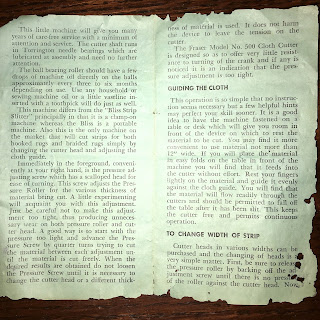 This little machine will give you many
years of care-free service with a minimum of
attention and service. The cutter shaft runs
in Torrington needle bearings which are
lubricated at assembly and need no further
attention.
The ball bearing roller should have a few
drops of machine oil directly on the balls
approximately every three to six months
depending on use. Use any household or
sewing machine oil or a little vaseline in-
serted with a toothpick will do just as well.
This machine differs from the "Bliss Strip
Slitter" principally in that it is a clamp-on
machine whereas the Bliss is a portable
machine. Also this is the only machine on
the market that will cut strips for both
hooked rugs and braided rugs simply by
changing the cutter head and adjusting the
cloth guide.
Immediately in the foreground, conveni-
ently at your right hand, is the pressure ad-
justing screw which has a scalloped head for
ease of turning. This screw adjusts the Pres-
sure Roller for the various thickness of
material being cut. A little experimenting
will acquaint you with this adjustment.
Just be careful not to make this adjust-
ment too tight, thus producing unneces-
sary wear on both pressure roller and cut-
ter head. A good way is to start with the
pressure too light and advance the Pres-
sure Screw by quarter turns trying to run
the material between each adjustment un-
til the material is cut freely. When the
desired results are obtained do not loosen
the Pressure Screw until it is necessary to
change the cutter head or a different thick-
ness of material is used. It does not harm
the device to leave the tension on the
cutter.
The Fraser Model No. 500 Cloth Cutter
is designed so as to offer very little resist-
ance to turning of the crank and if any is
noticed it is an indication that the pres-
sure adjustment is too tight.
GUIDING THE CLOTH
This operation is so simple that no instruc-
tion seems necessary but a few helpful hints
may perfect your skill sooner. It is a good
idea to have the machine fastened on a
table or desk which will give you room in
front of the device on which to rest the
material to be cut. You may find it more
convenient to use material not more than
12" wide. If you will place this material
in easy folds on the table in front of the
machine you will find that it feeds into
the cutter without effort. Rest your fingers
lightly on the material and guide it evenly
against the cloth guide. You will find that
the material will flow readily through the
cutters and should be permitted to fall off
the table after it has been slit. This keeps
the cutter free and permits continuous
operation.
TO CHANGE WIDTH OF STRIP
Cutter heads in various widths can be
purchased and the changing of heads is a
very simple matter. First, be sure to release
the pressure roller by backing off the ad-
justment screw until there is no pressure
of the roller against the cutter head. Now,